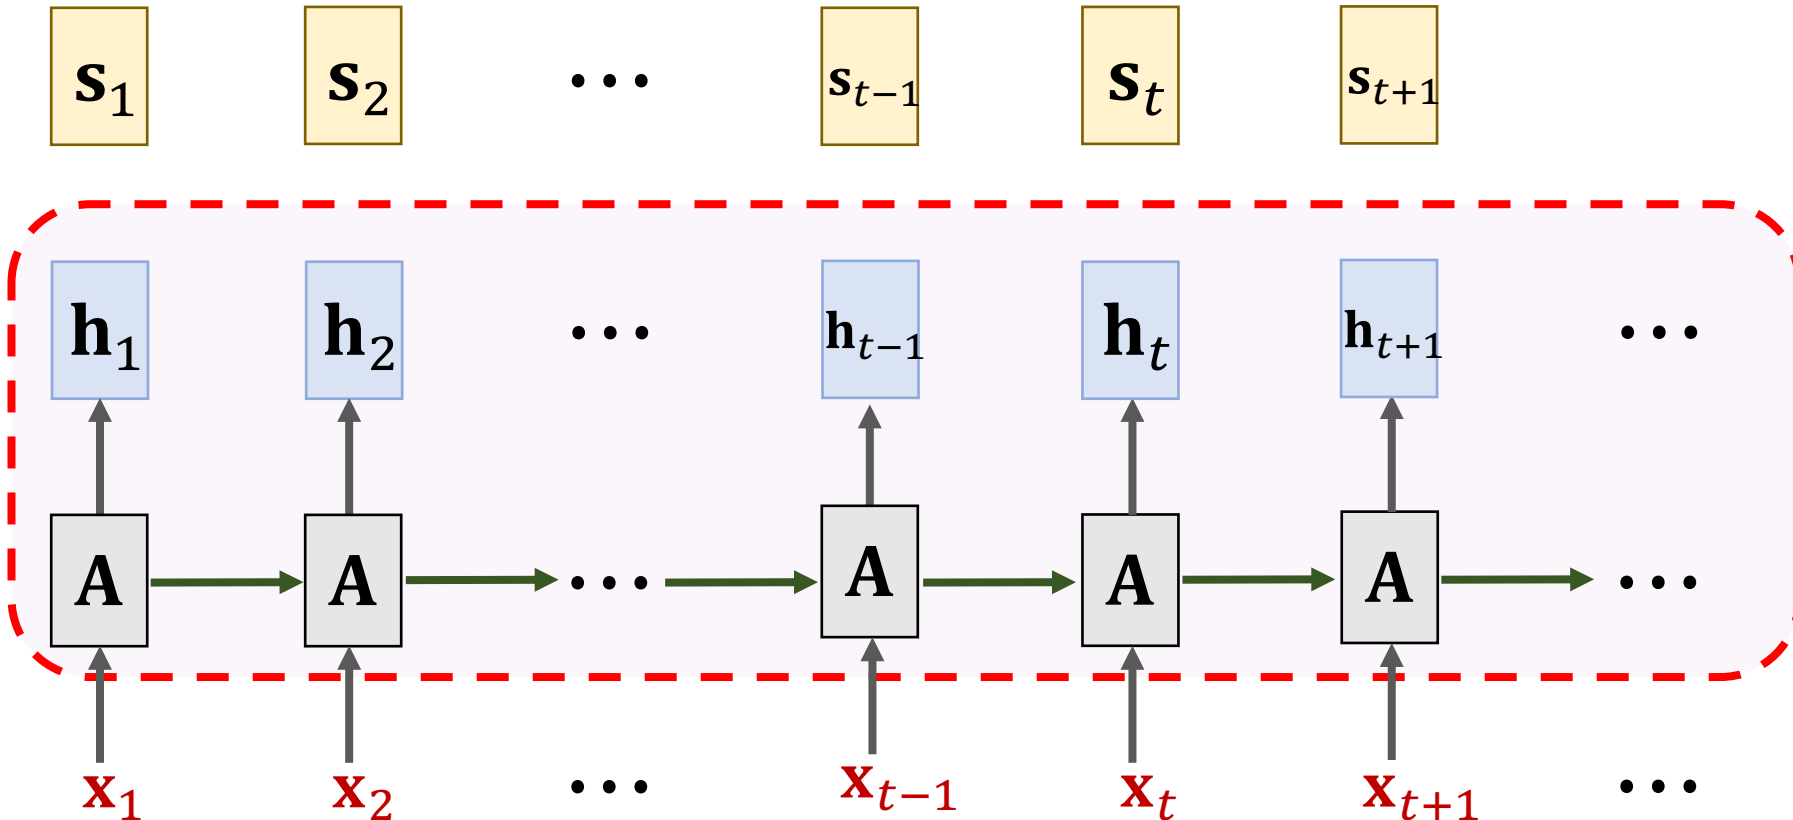 s₁ s₂ ··· sₜ₋₁ sₜ sₜ₊₁
h₁ h₂ ··· hₜ₋₁ hₜ hₜ₊₁ ···
A A ··· A A A ···
x₁ x₂ ··· xₜ₋₁ xₜ xₜ₊₁ ···